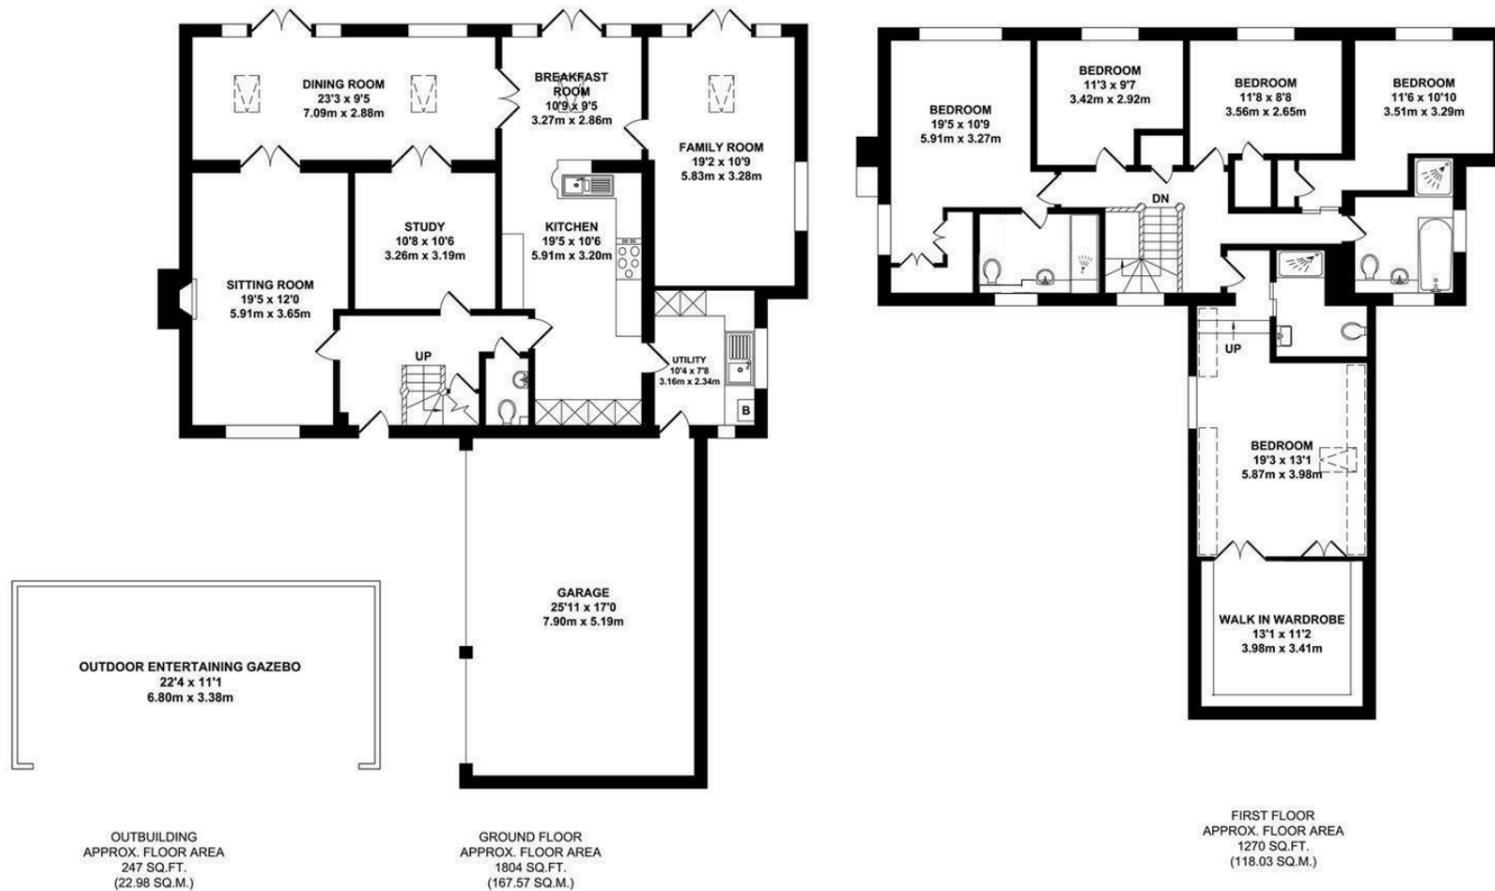 DINING ROOM
23'3 x 9'5
7.09m x 2.88m
BREAKFAST
ROOM
10'9 x 9'5
3.27m x 2.86m
FAMILY ROOM
19'2 x 10'9
5.83m x 3.28m
STUDY
10'8 x 10'6
3.26m x 3.19m
KITCHEN
19'5 x 10'6
5.91m x 3.20m
SITTING ROOM
19'5 x 12'0
5.91m x 3.65m
UP
UTILITY
10'4 x 7'8
3.16m x 2.34m
B
GARAGE
25'11 x 17'0
7.90m x 5.19m
OUTDOOR ENTERTAINING GAZEBO
22'4 x 11'1
6.80m x 3.38m
OUTBUILDING
APPROX. FLOOR AREA
247 SQ.FT.
(22.98 SQ.M.)
GROUND FLOOR
APPROX. FLOOR AREA
1804 SQ.FT.
(167.57 SQ.M.)
BEDROOM
19'5 x 10'9
5.91m x 3.27m
BEDROOM
11'3 x 9'7
3.42m x 2.92m
BEDROOM
11'8 x 8'8
3.56m x 2.65m
BEDROOM
11'6 x 10'10
3.51m x 3.29m
DN
UP
BEDROOM
19'3 x 13'1
5.87m x 3.98m
WALK IN WARDROBE
13'1 x 11'2
3.98m x 3.41m
FIRST FLOOR
APPROX. FLOOR AREA
1270 SQ.FT.
(118.03 SQ.M.)